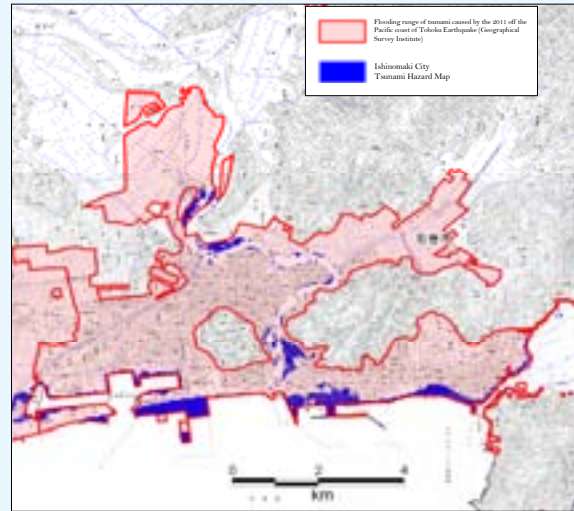 Flooding range of tsunami caused by the 2011 off the
Pacific coast of Tohoku Earthquake (Geographical
Survey Institute)
Ishinomaki City
Tsunami Hazard Map
0 2 4
km